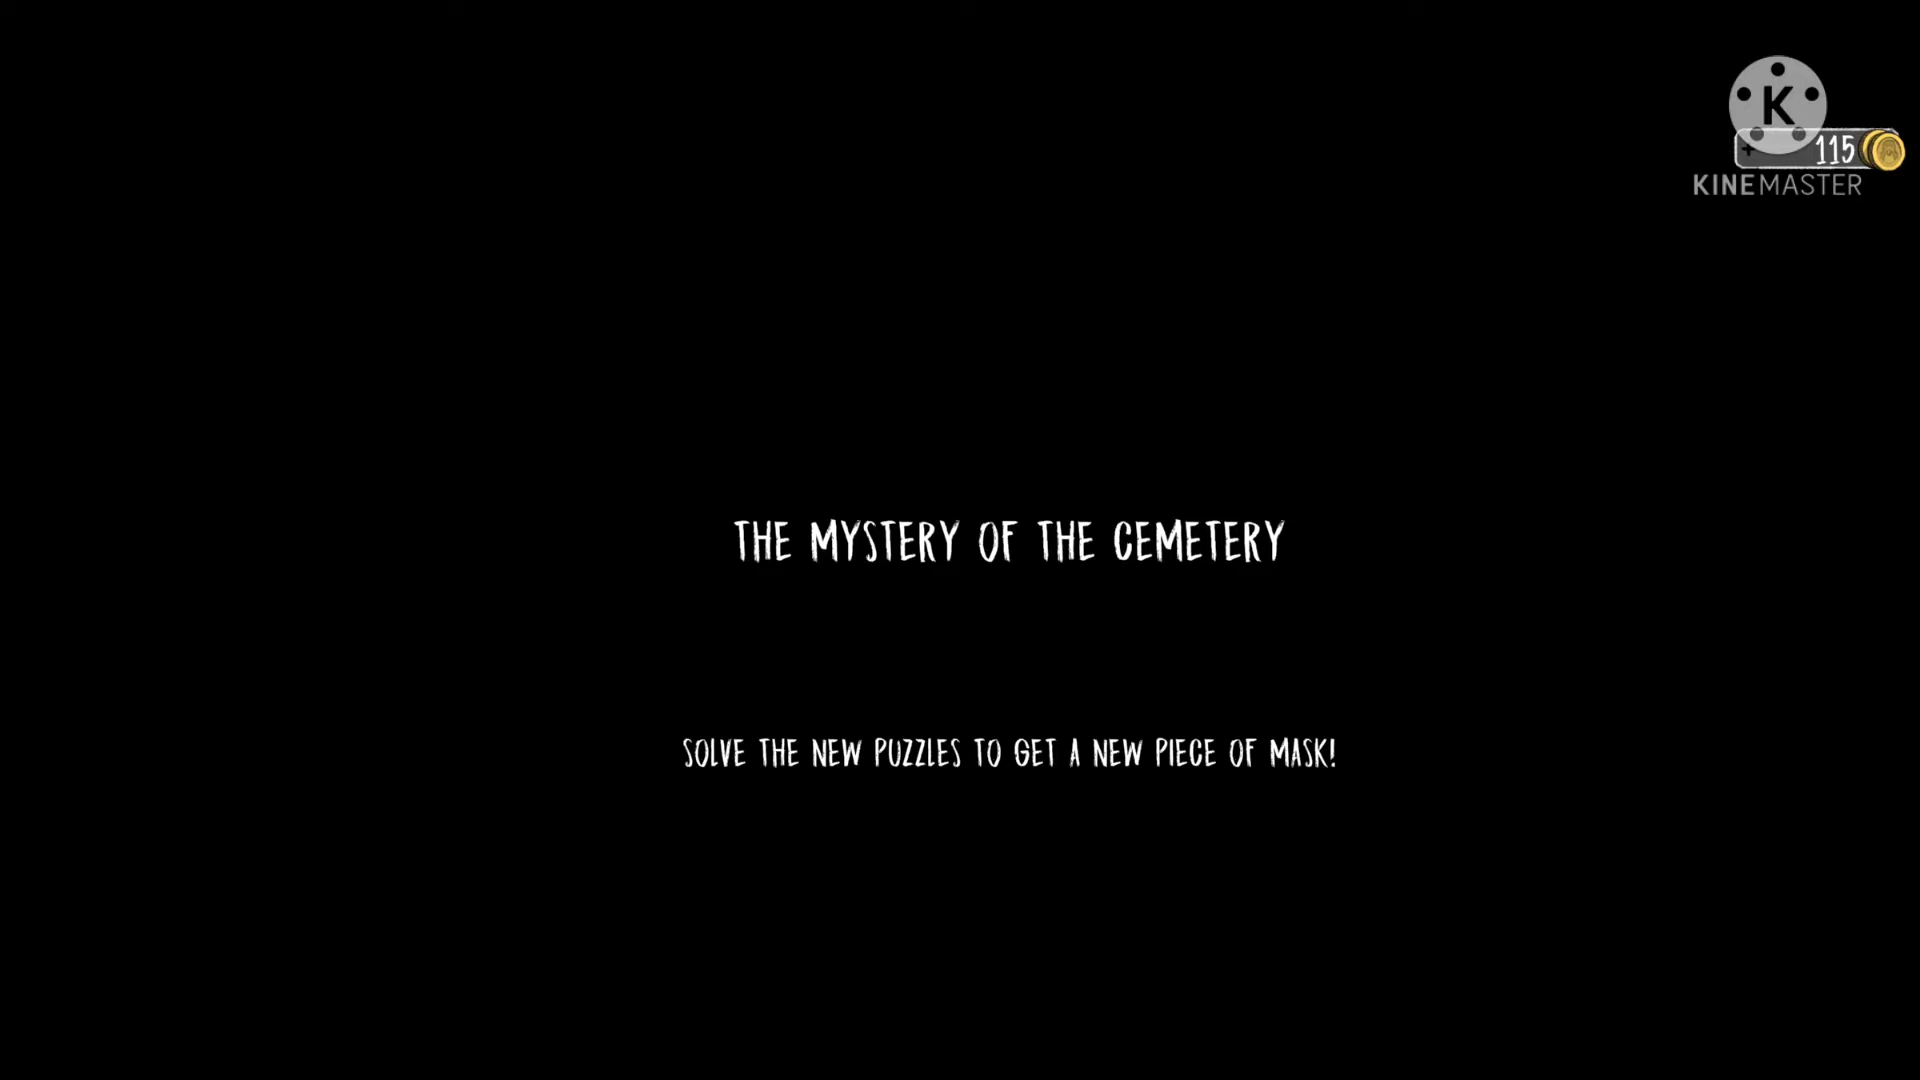 K
+ 115
KINEMASTER
THE MYSTERY OF THE CEMETERY
SOLVE THE NEW PUZZLES TO GET A NEW PIECE OF MASK!